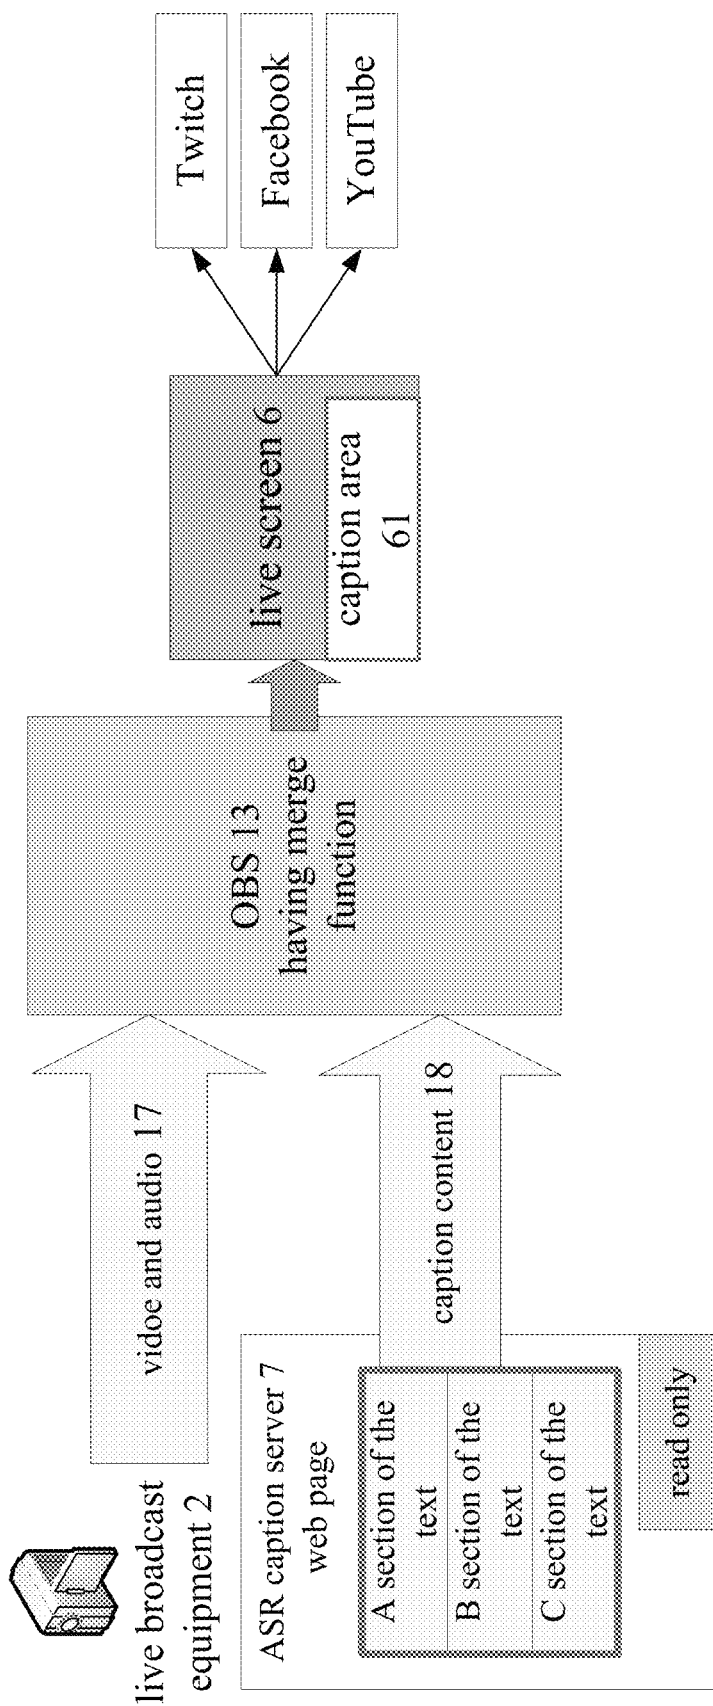 live broadcast
equipment 2
vidoe and audio 17
ASR caption server 7
web page
A section of the
text
B section of the
text
C section of the
text
read only
caption content 18
OBS 13
having merge
function
live screen 6
caption area
61
Twitch
Facebook
YouTube